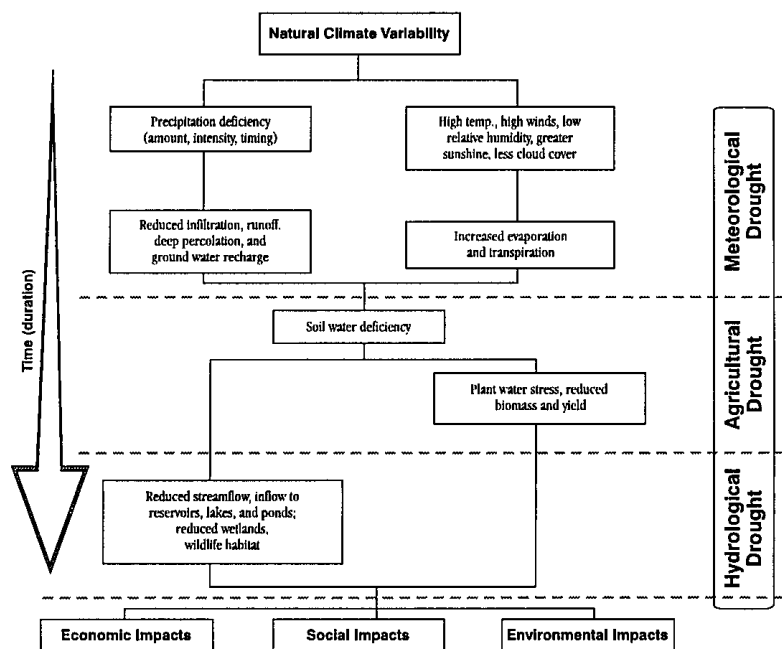 Natural Climate Variability
Precipitation deficiency
(amount, intensity, timing)
High temp., high winds, low
relative humidity, greater
sunshine, less cloud cover
Reduced infiltration, runoff,
deep percolation, and
ground water recharge
Increased evaporation
and transpiration
Meteorological
Drought
Time (duration)
Soil water deficiency
Plant water stress, reduced
biomass and yield
Agricultural
Drought
Reduced streamflow, inflow to
reservoirs, lakes, and ponds;
reduced wetlands,
wildlife habitat
Hydrological
Drought
Economic Impacts
Social Impacts
Environmental Impacts